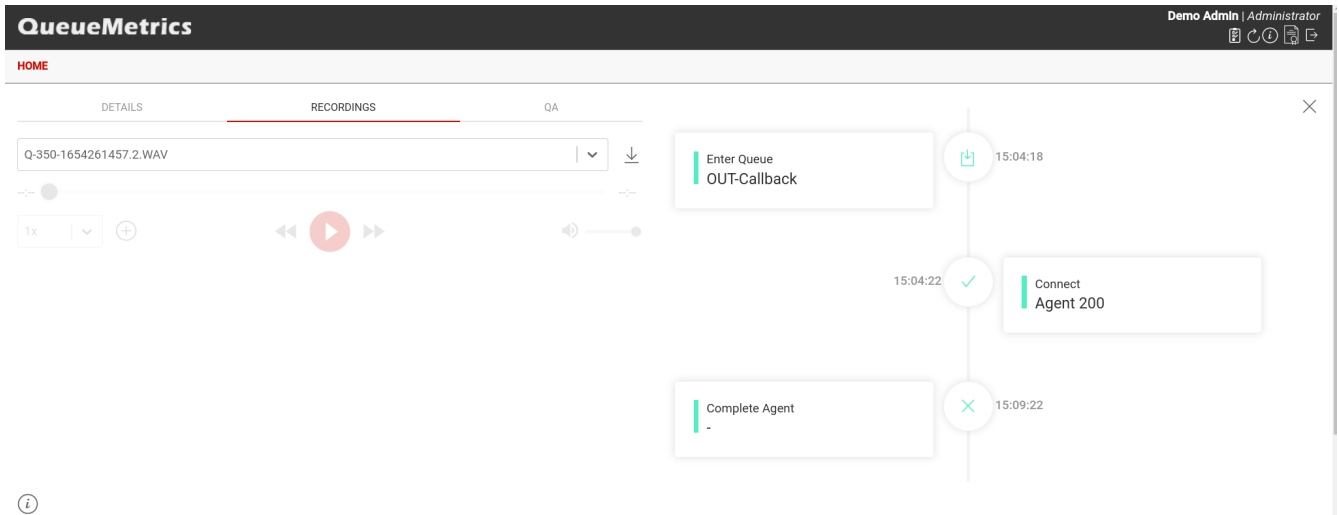 QueueMetrics
Demo Admin | Administrator
HOME
DETAILS
RECORDINGS
QA
Q-350-1654261457.2.WAV
--:--
--:--
1x
Enter Queue
OUT-Callback
15:04:18
15:04:22
Connect
Agent 200
Complete Agent
-
15:09:22